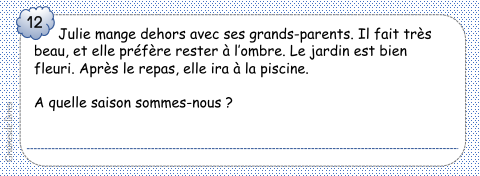 12
Julie mange dehors avec ses grands-parents. Il fait très
beau, et elle préfère rester à l'ombre. Le jardin est bien
fleuri. Après le repas, elle ira à la piscine.
A quelle saison sommes-nous ?